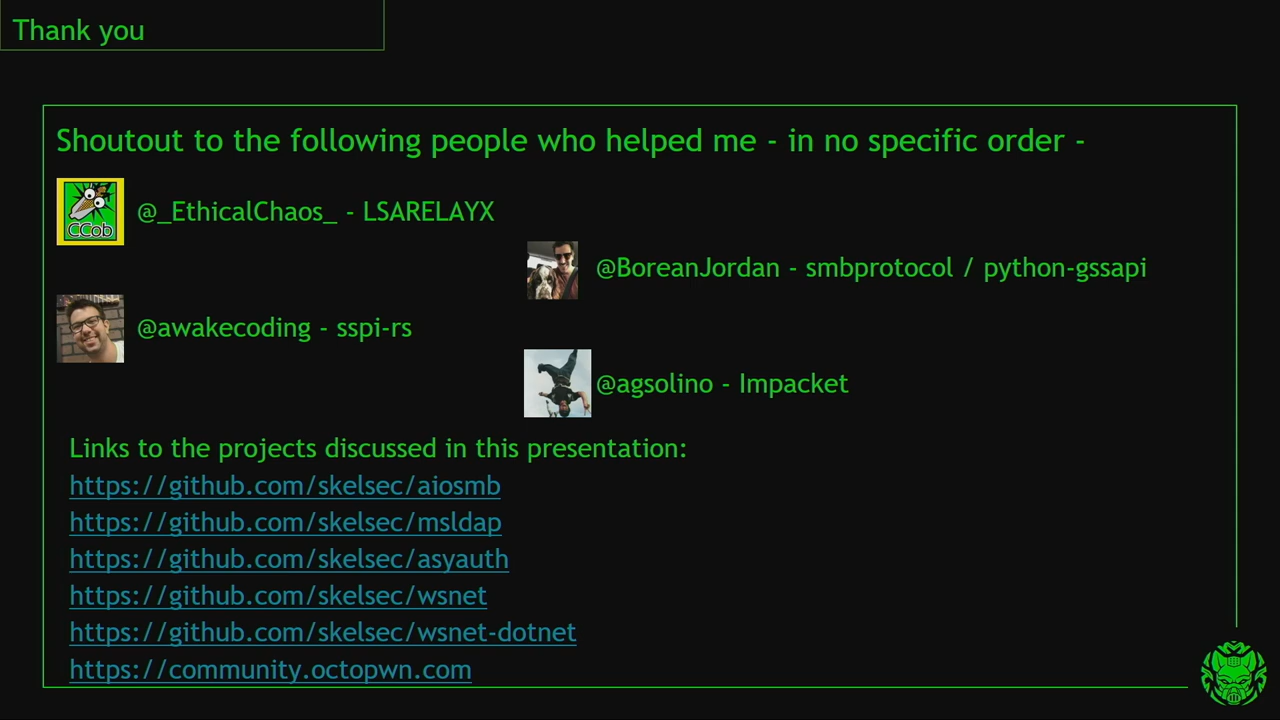 Thank you
Shoutout to the following people who helped me - in no specific order -
CCob
@_EthicalChaos_ - LSARELAYX
@BoreanJordan - smbprotocol / python-gssapi
@awakecoding - sspi-rs
@agsolino - Impacket
Links to the projects discussed in this presentation:
https://github.com/skelsec/aiosmb
https://github.com/skelsec/msldap
https://github.com/skelsec/asyauth
https://github.com/skelsec/wsnet
https://github.com/skelsec/wsnet-dotnet
https://community.octopwn.com